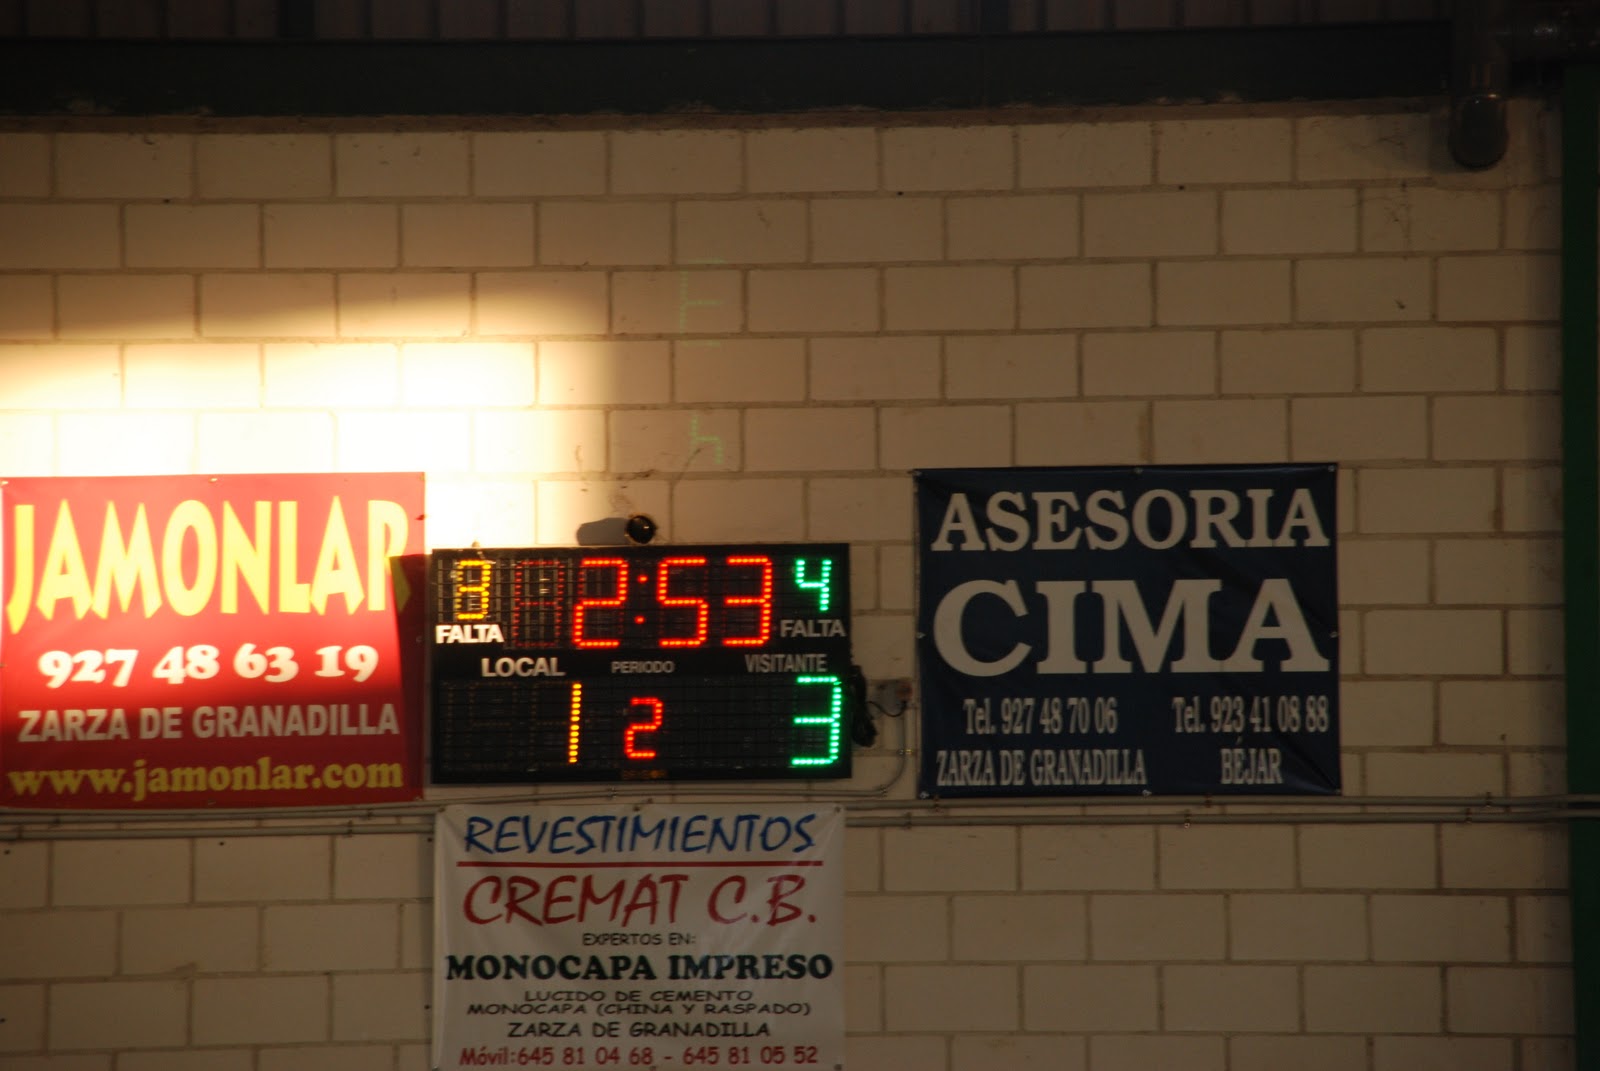 JAMONLAR
927 48 63 19
ZARZA DE GRANADILLA
www.jamonlar.com
3 2:53 4
FALTA FALTA
LOCAL PERIODO VISITANTE
1 2 3
ASESORIA
CIMA
Tel. 927 48 70 06 Tel. 923 41 08 88
ZARZA DE GRANADILLA BÉJAR
REVESTIMIENTOS
CREMAT C.B.
EXPERTOS EN:
MONOCAPA IMPRESO
LUCIDO DE CEMENTO
MONOCAPA (CHINA Y RASPADO)
ZARZA DE GRANADILLA
Móvil:645 81 04 68 - 645 81 05 52